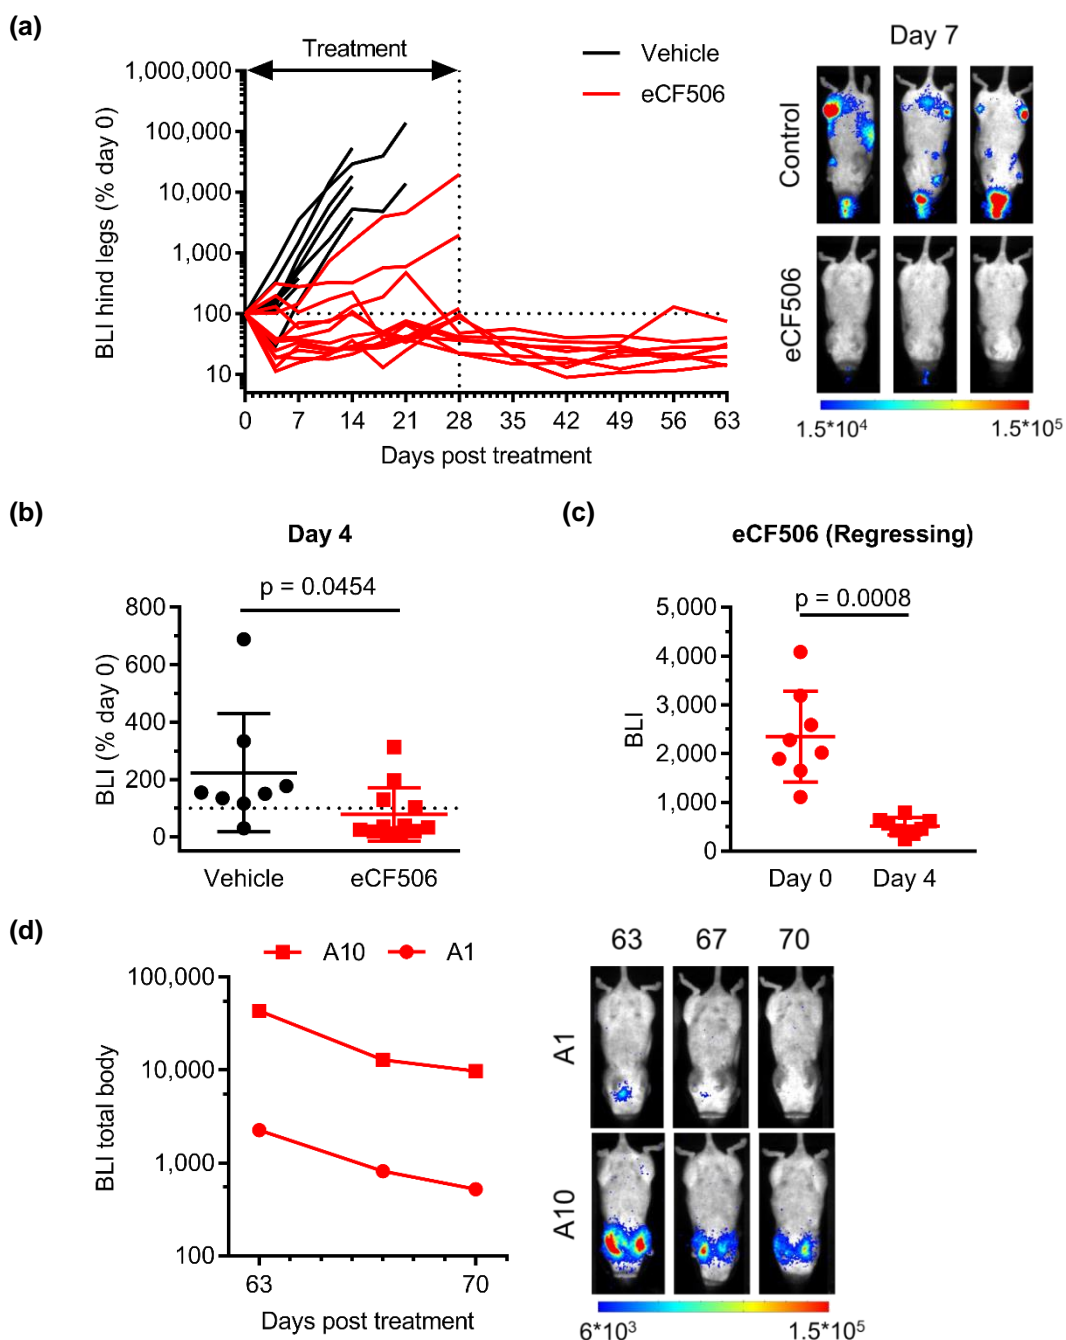 (a)
Treatment
Vehicle
eCF506
1,000,000
100,000
10,000
1,000
100
10
BLI hind legs (% day 0)
0 7 14 21 28 35 42 49 56 63
Days post treatment
Day 7
Control
eCF506
1.5*10⁴ 1.5*10⁵
(b)
Day 4
p = 0.0454
800
600
400
200
0
BLI (% day 0)
Vehicle eCF506
(c)
eCF506 (Regressing)
p = 0.0008
5,000
4,000
3,000
2,000
1,000
0
BLI
Day 0 Day 4
(d)
A10 A1
100,000
10,000
1,000
100
BLI total body
63 70
Days post treatment
63 67 70
A1
A10
6*10³ 1.5*10⁵